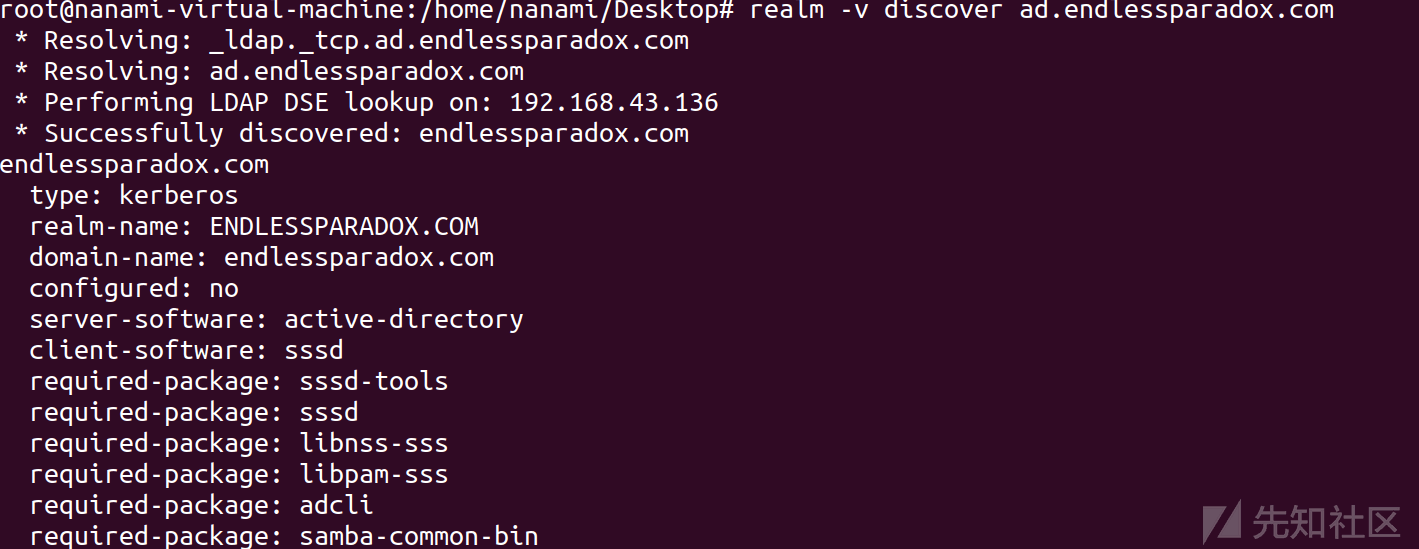 root@nanami-virtual-machine:/home/nanami/Desktop# realm -v discover ad.endlessparadox.com
* Resolving: _ldap._tcp.ad.endlessparadox.com
* Resolving: ad.endlessparadox.com
* Performing LDAP DSE lookup on: 192.168.43.136
* Successfully discovered: endlessparadox.com
endlessparadox.com
type: kerberos
realm-name: ENDLESSPARADOX.COM
domain-name: endlessparadox.com
configured: no
server-software: active-directory
client-software: sssd
required-package: sssd-tools
required-package: sssd
required-package: libnss-sss
required-package: libpam-sss
required-package: adcli
required-package: samba-common-bin
先知社区